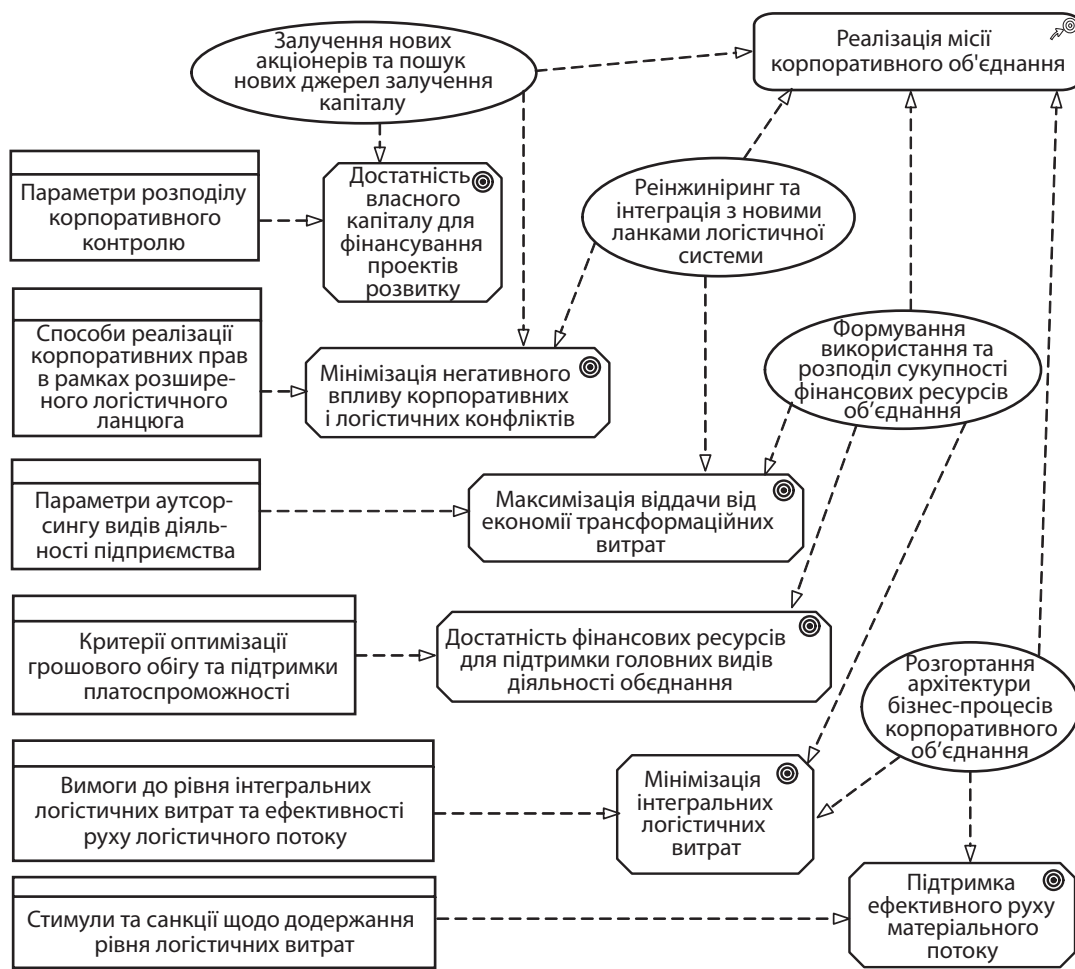 Залучення нових
акціонерів та пошук
нових джерел залучення
капіталу
Реалізація місії
корпоративного об'єднання
Параметри розподілу
корпоративного
контролю
Достатність
власного
капіталу для
фінансування
проектів
розвитку
Реінжиніринг та
інтеграція з новими
ланками логістичної
системи
Способи реалізації
корпоративних прав
в рамках розшире-
ного логістичного
ланцюга
Мінімізація негативного
впливу корпоративних
і логістичних конфліктів
Формування
використання та
розподіл сукупності
фінансових ресурсів
об’єднання
Параметри аутсор-
сингу видів діяль-
ності підприємства
Максимізація віддачи від
економії трансформаційних
витрат
Критерії оптимізації
грошового обігу та підтримки
платоспроможності
Достатність фінансових ресурсів
для підтримки головних видів
діяльності обєднання
Розгортання
архітектури
бізнес-процесів
корпоративного
об’єднання
Вимоги до рівня інтегральних
логістичних витрат та ефективності
руху логістичного потоку
Мінімізація
інтегральних
логістичних
витрат
Стимули та санкції щодо додержання
рівня логістичних витрат
Підтримка
ефективного руху
матеріального
потоку